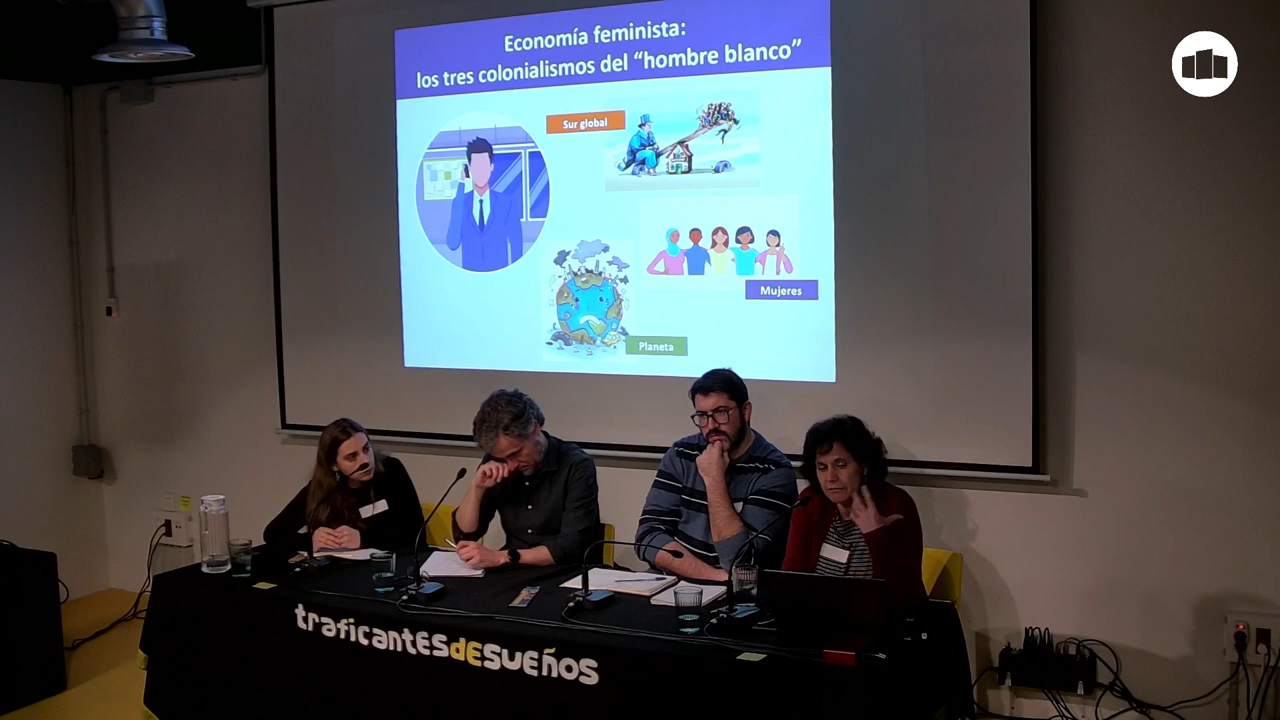 Economía feminista:
los tres colonialismos del “hombre blanco”
Sur global
Mujeres
Planeta
traficantesdesueños